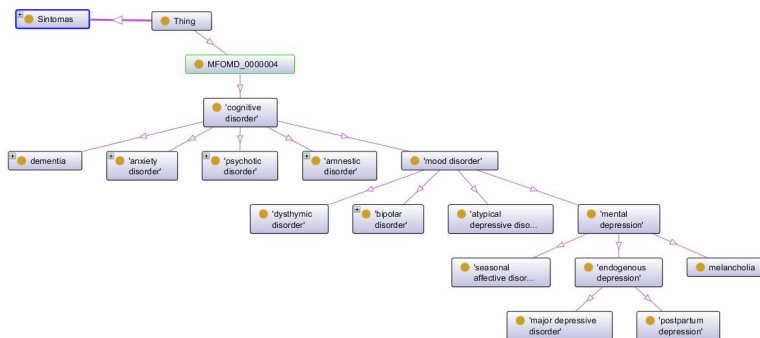 Sintomas
Thing
MFOMD_0000004
'cognitive
disorder'
dementia
'anxiety
disorder'
'psychotic
disorder'
'amnestic
disorder'
'mood disorder'
'dysthymic
disorder'
'bipolar
disorder'
'atypical
depressive diso...
'mental
depression'
'seasonal
affective disor...
'endogenous
depression'
melancholia
'major depressive
disorder'
'postpartum
depression'